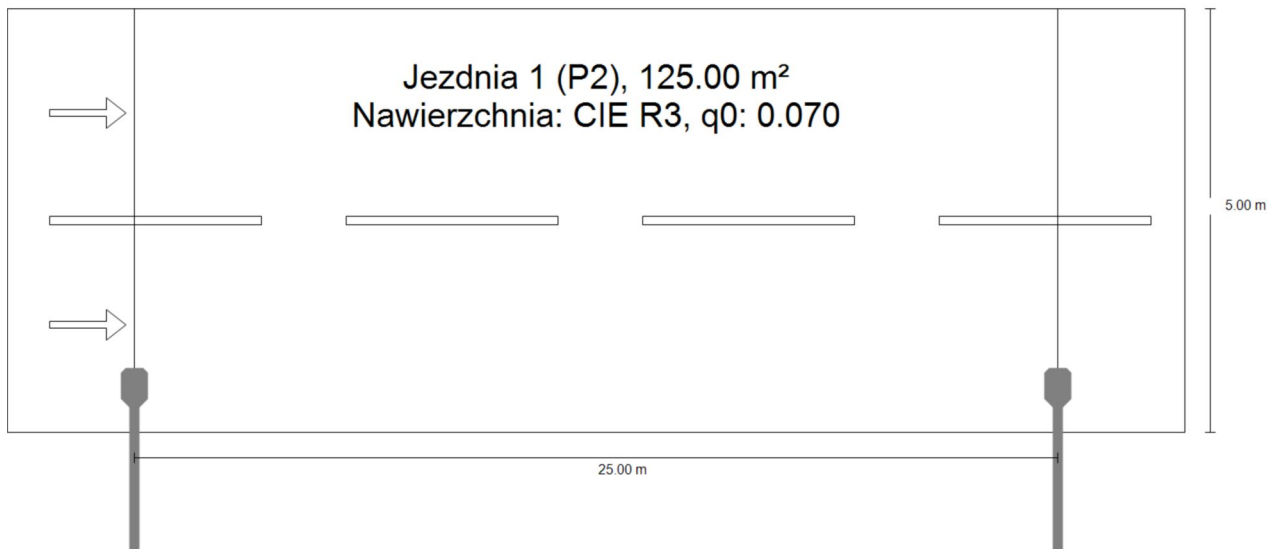 Jezdnia 1 (P2), 125.00 m²
Nawierzchnia: CIE R3, q0: 0.070
5.00 m
25.00 m